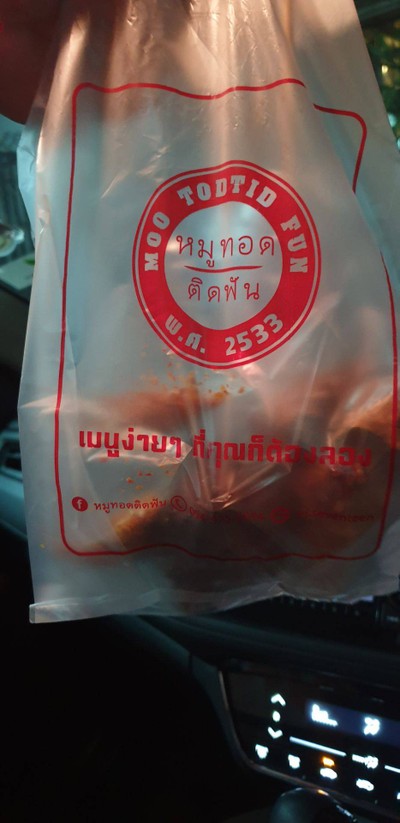 MOO TODTID FUN
หมูทอด
ติดฟัน
พ.ศ. 2533
เมนูง่ายๆ ที่คุณก็ต้องลอง
หมูทอดติดฟัน